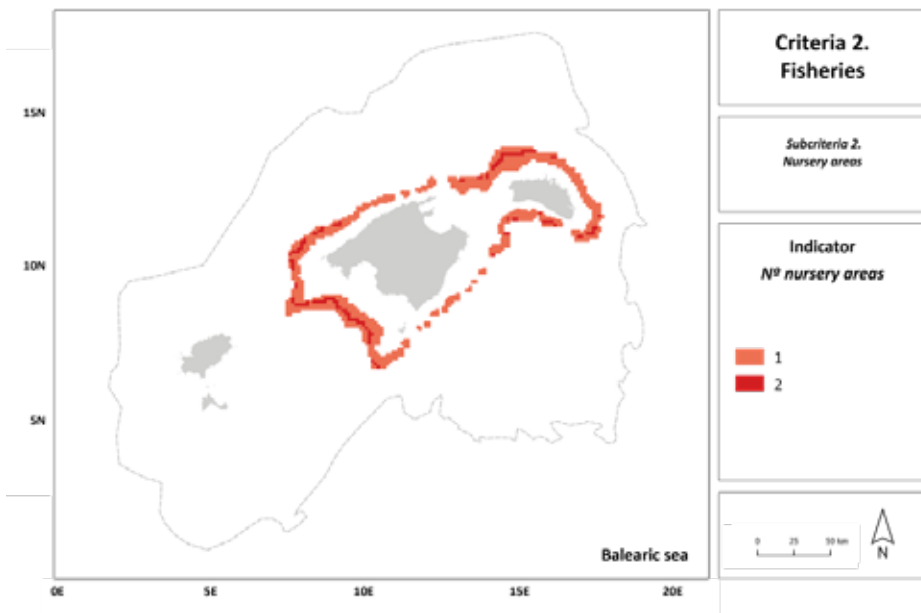 Criteria 2.
Fisheries
Subcriteria 2.
Nursery areas
Indicator
Nº nursery areas
1
2
0 25 50 km
N
Balearic sea
15N
10N
5N
0E 5E 10E 15E 20E